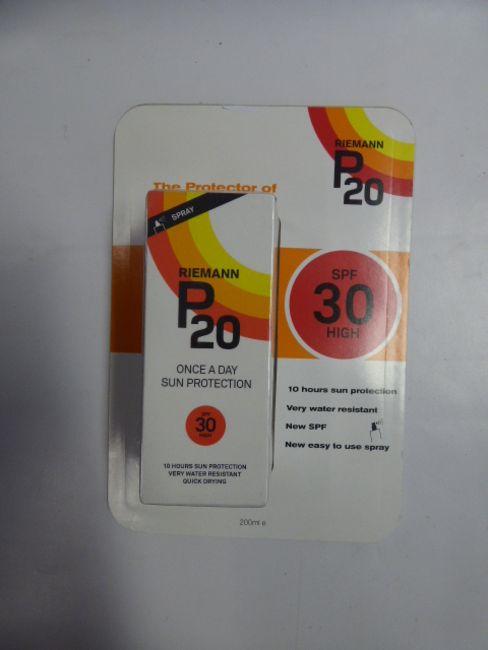 RIEMANN
P20
The Protector of
SPRAY
RIEMANN
P20
ONCE A DAY
SUN PROTECTION
SPF
30
HIGH
10 HOURS SUN PROTECTION
VERY WATER RESISTANT
QUICK DRYING
SPF
30
HIGH
10 hours sun protection
Very water resistant
New SPF
New easy to use spray
200ml e